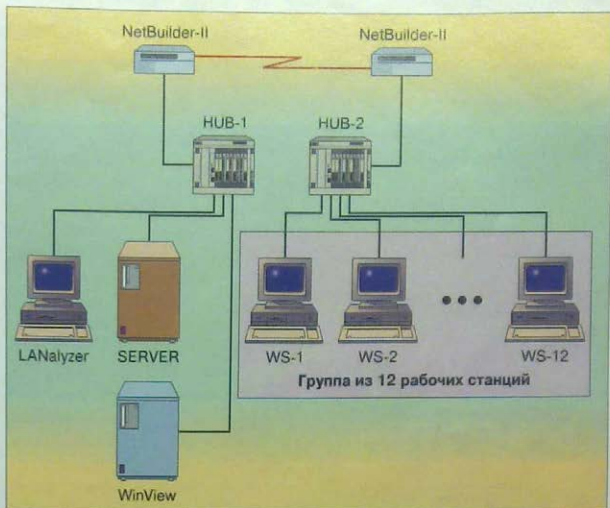 NetBuilder-II
NetBuilder-II
HUB-1
HUB-2
LANalyzer
SERVER
WS-1
WS-2
WS-12
Группа из 12 рабочих станций
WinView